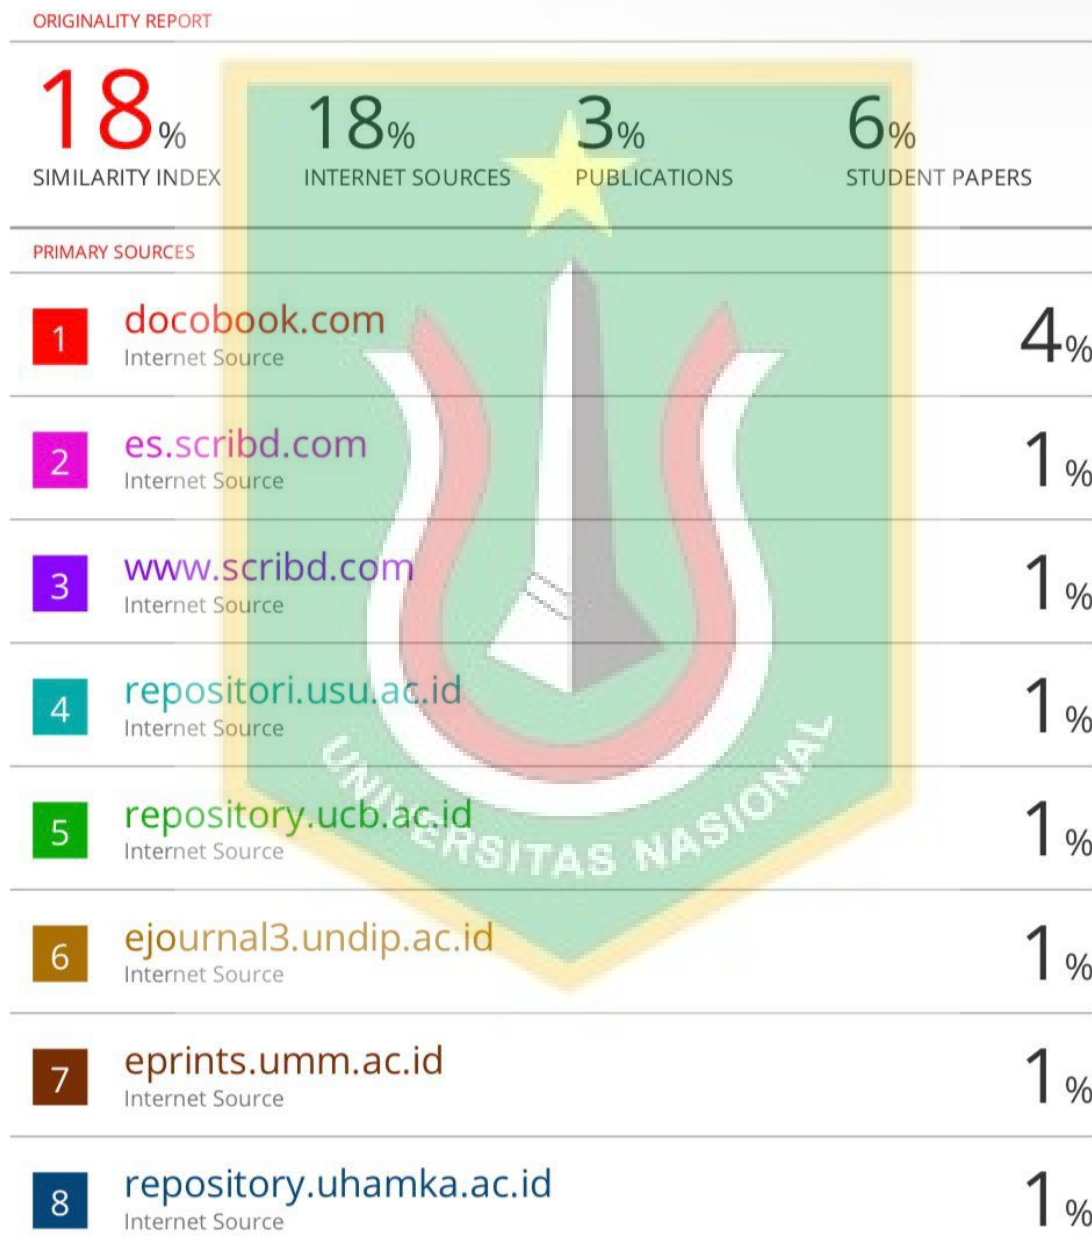 ORIGINALITY REPORT
18% 18% 3% 6%
SIMILARITY INDEX INTERNET SOURCES PUBLICATIONS STUDENT PAPERS
PRIMARY SOURCES
1 docobook.com 4%
Internet Source
2 es.scribd.com 1%
Internet Source
3 www.scribd.com 1%
Internet Source
4 repositori.usu.ac.id 1%
Internet Source
5 repository.ucb.ac.id 1%
Internet Source
6 ejournal3.undip.ac.id 1%
Internet Source
7 eprints.umm.ac.id 1%
Internet Source
8 repository.uhamka.ac.id 1%
Internet Source
UNIVERSITAS NASIONAL